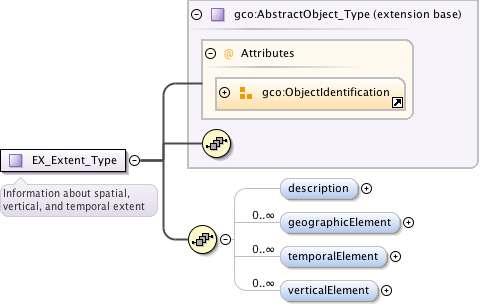 gco:AbstractObject_Type (extension base)
@ Attributes
gco:ObjectIdentification
EX_Extent_Type
Information about spatial,
vertical, and temporal extent
description
0..∞
geographicElement
0..∞
temporalElement
0..∞
verticalElement